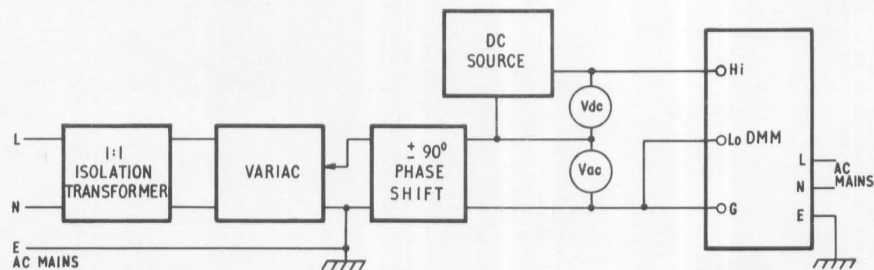 DC
SOURCE
Hi
Vdc
L
1:1
ISOLATION
TRANSFORMER
VARIAC
± 90°
PHASE
SHIFT
Vac
Lo DMM
L
N
AC
MAINS
N
G
E
E
AC MAINS